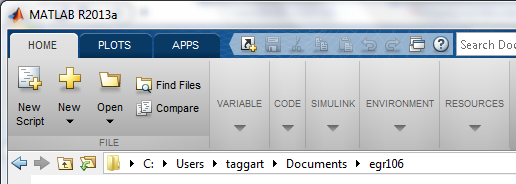 MATLAB R2013a
HOME PLOTS APPS Search Doc
New Script New Open Find Files Compare VARIABLE CODE SIMULINK ENVIRONMENT RESOURCES
FILE
C: Users taggart Documents egr106